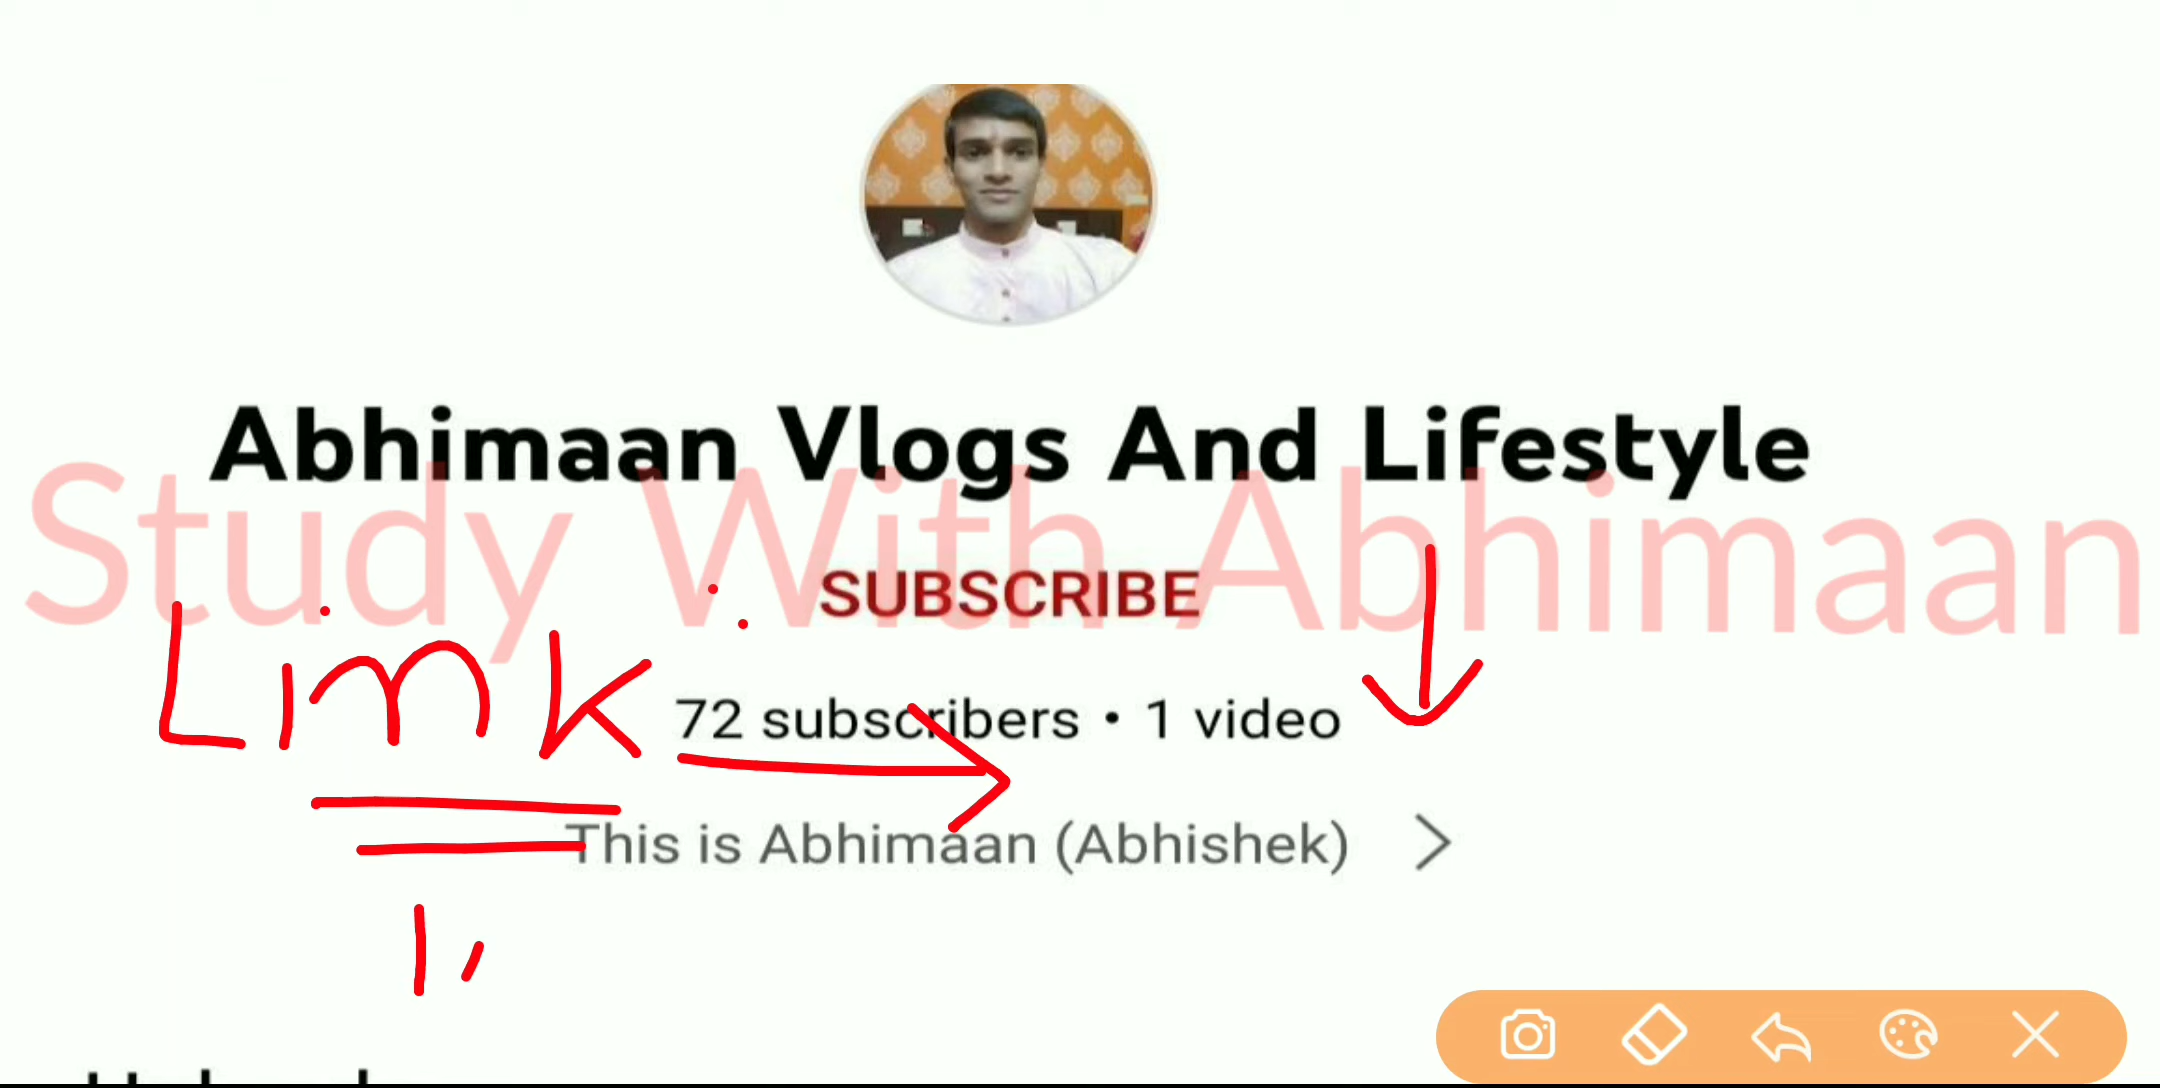 Abhimaan Vlogs And Lifestyle
Study With Abhimaan
SUBSCRIBE
Link
72 subscribers • 1 video
This is Abhimaan (Abhishek)